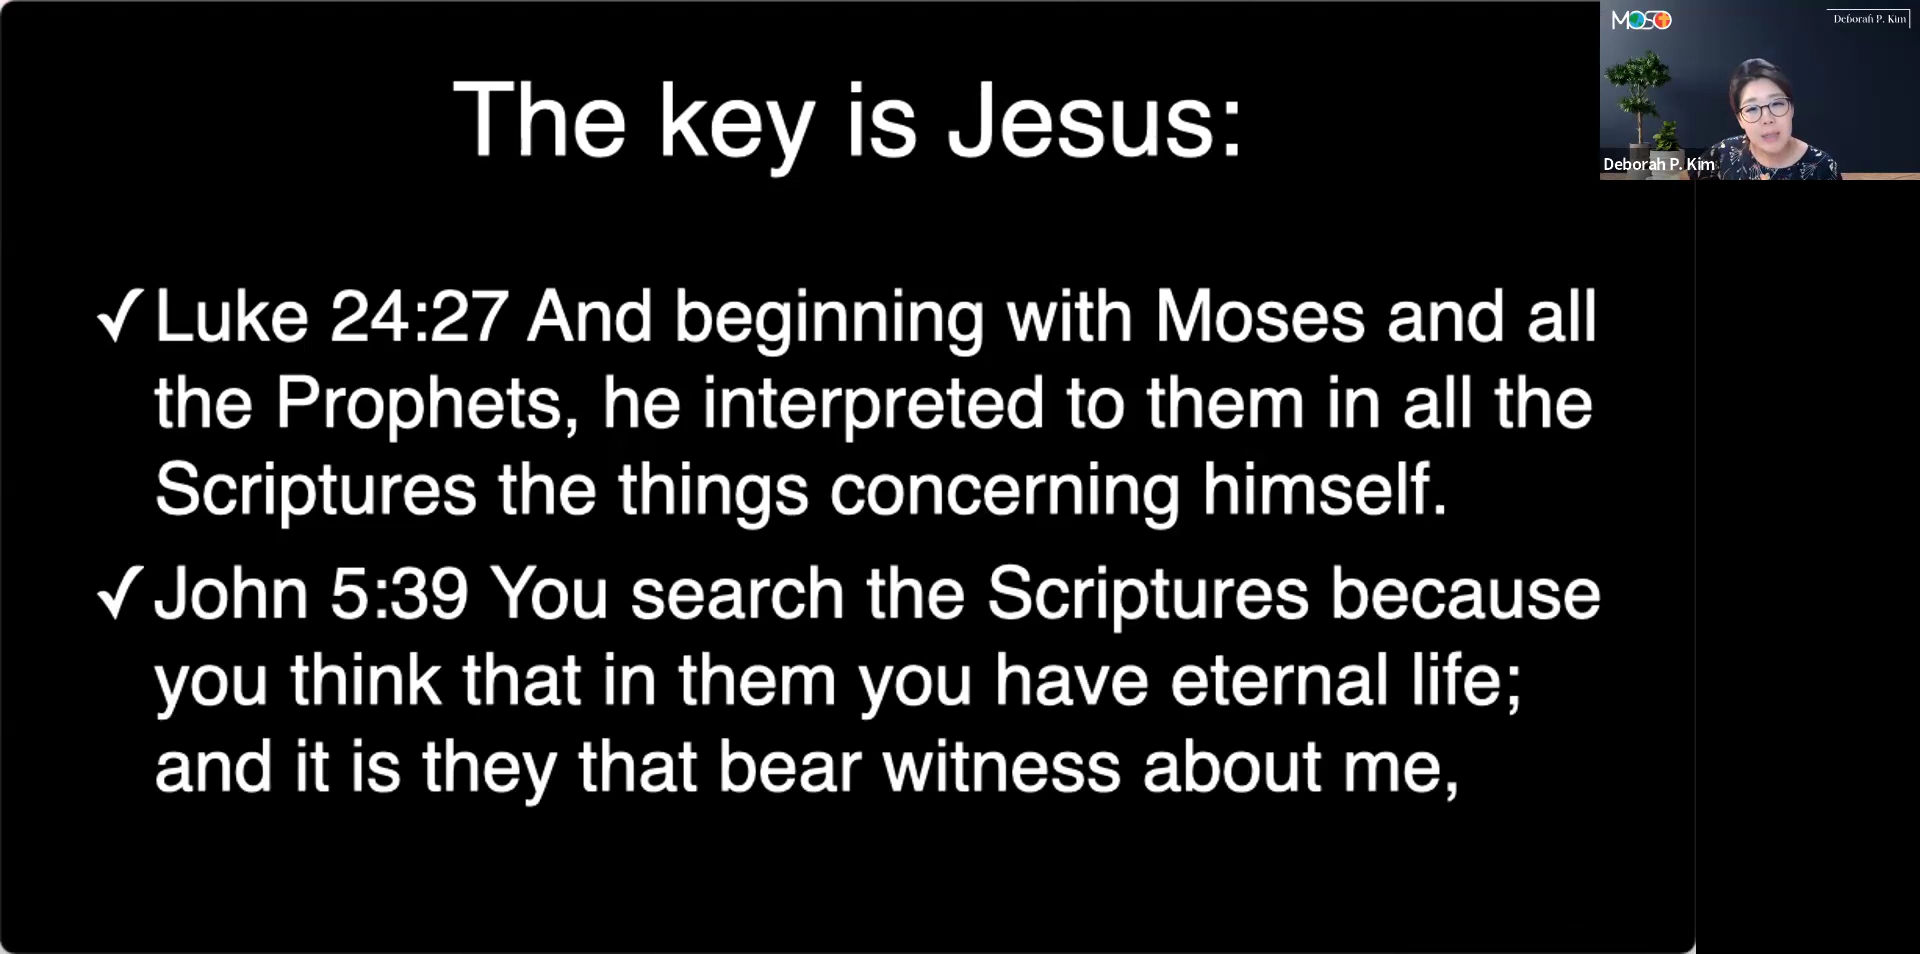 The key is Jesus:
✓Luke 24:27 And beginning with Moses and all
the Prophets, he interpreted to them in all the
Scriptures the things concerning himself.
✓John 5:39 You search the Scriptures because
you think that in them you have eternal life;
and it is they that bear witness about me,
MOSO
Deborah P. Kim
Deborah P. Kim